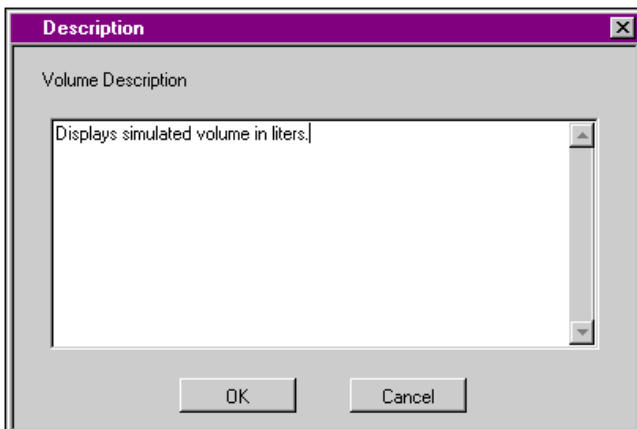 Description
Volume Description
Displays simulated volume in liters.
OK Cancel